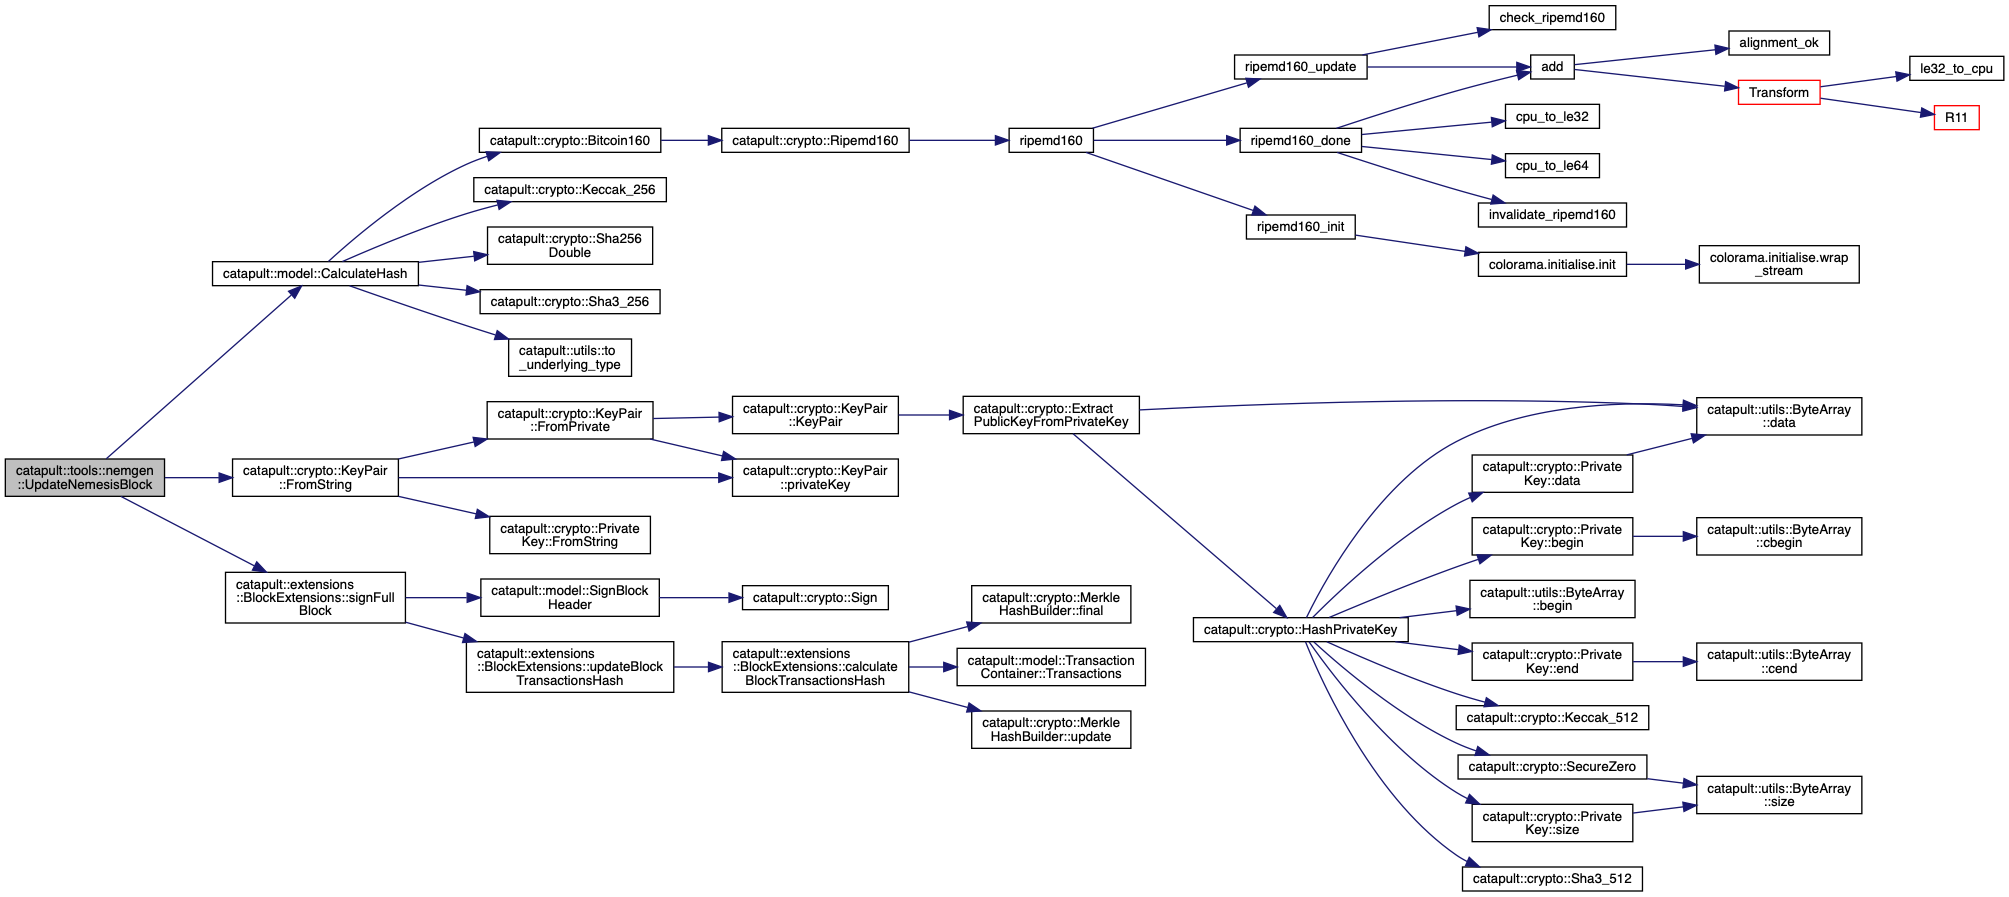 check_ripemd160
alignment_ok
ripemd160_update
add
le32_to_cpu
Transform
cpu_to_le32
R11
catapult::crypto::Bitcoin160
catapult::crypto::Ripemd160
ripemd160
ripemd160_done
cpu_to_le64
catapult::crypto::Keccak_256
invalidate_ripemd160
ripemd160_init
catapult::crypto::Sha256
Double
colorama.initialise.init
colorama.initialise.wrap
_stream
catapult::model::CalculateHash
catapult::crypto::Sha3_256
catapult::utils::to
_underlying_type
catapult::crypto::KeyPair
::FromPrivate
catapult::crypto::KeyPair
::KeyPair
catapult::crypto::Extract
PublicKeyFromPrivateKey
catapult::utils::ByteArray
::data
catapult::tools::nemgen
::UpdateNemesisBlock
catapult::crypto::KeyPair
::FromString
catapult::crypto::KeyPair
::privateKey
catapult::crypto::Private
Key::data
catapult::crypto::Private
Key::FromString
catapult::crypto::Private
Key::begin
catapult::utils::ByteArray
::cbegin
catapult::extensions
::BlockExtensions::signFull
Block
catapult::model::SignBlock
Header
catapult::crypto::Sign
catapult::crypto::Merkle
HashBuilder::final
catapult::utils::ByteArray
::begin
catapult::crypto::HashPrivateKey
catapult::extensions
::BlockExtensions::updateBlock
TransactionsHash
catapult::extensions
::BlockExtensions::calculate
BlockTransactionsHash
catapult::model::Transaction
Container::Transactions
catapult::crypto::Private
Key::end
catapult::utils::ByteArray
::cend
catapult::crypto::Merkle
HashBuilder::update
catapult::crypto::Keccak_512
catapult::crypto::SecureZero
catapult::utils::ByteArray
::size
catapult::crypto::Private
Key::size
catapult::crypto::Sha3_512